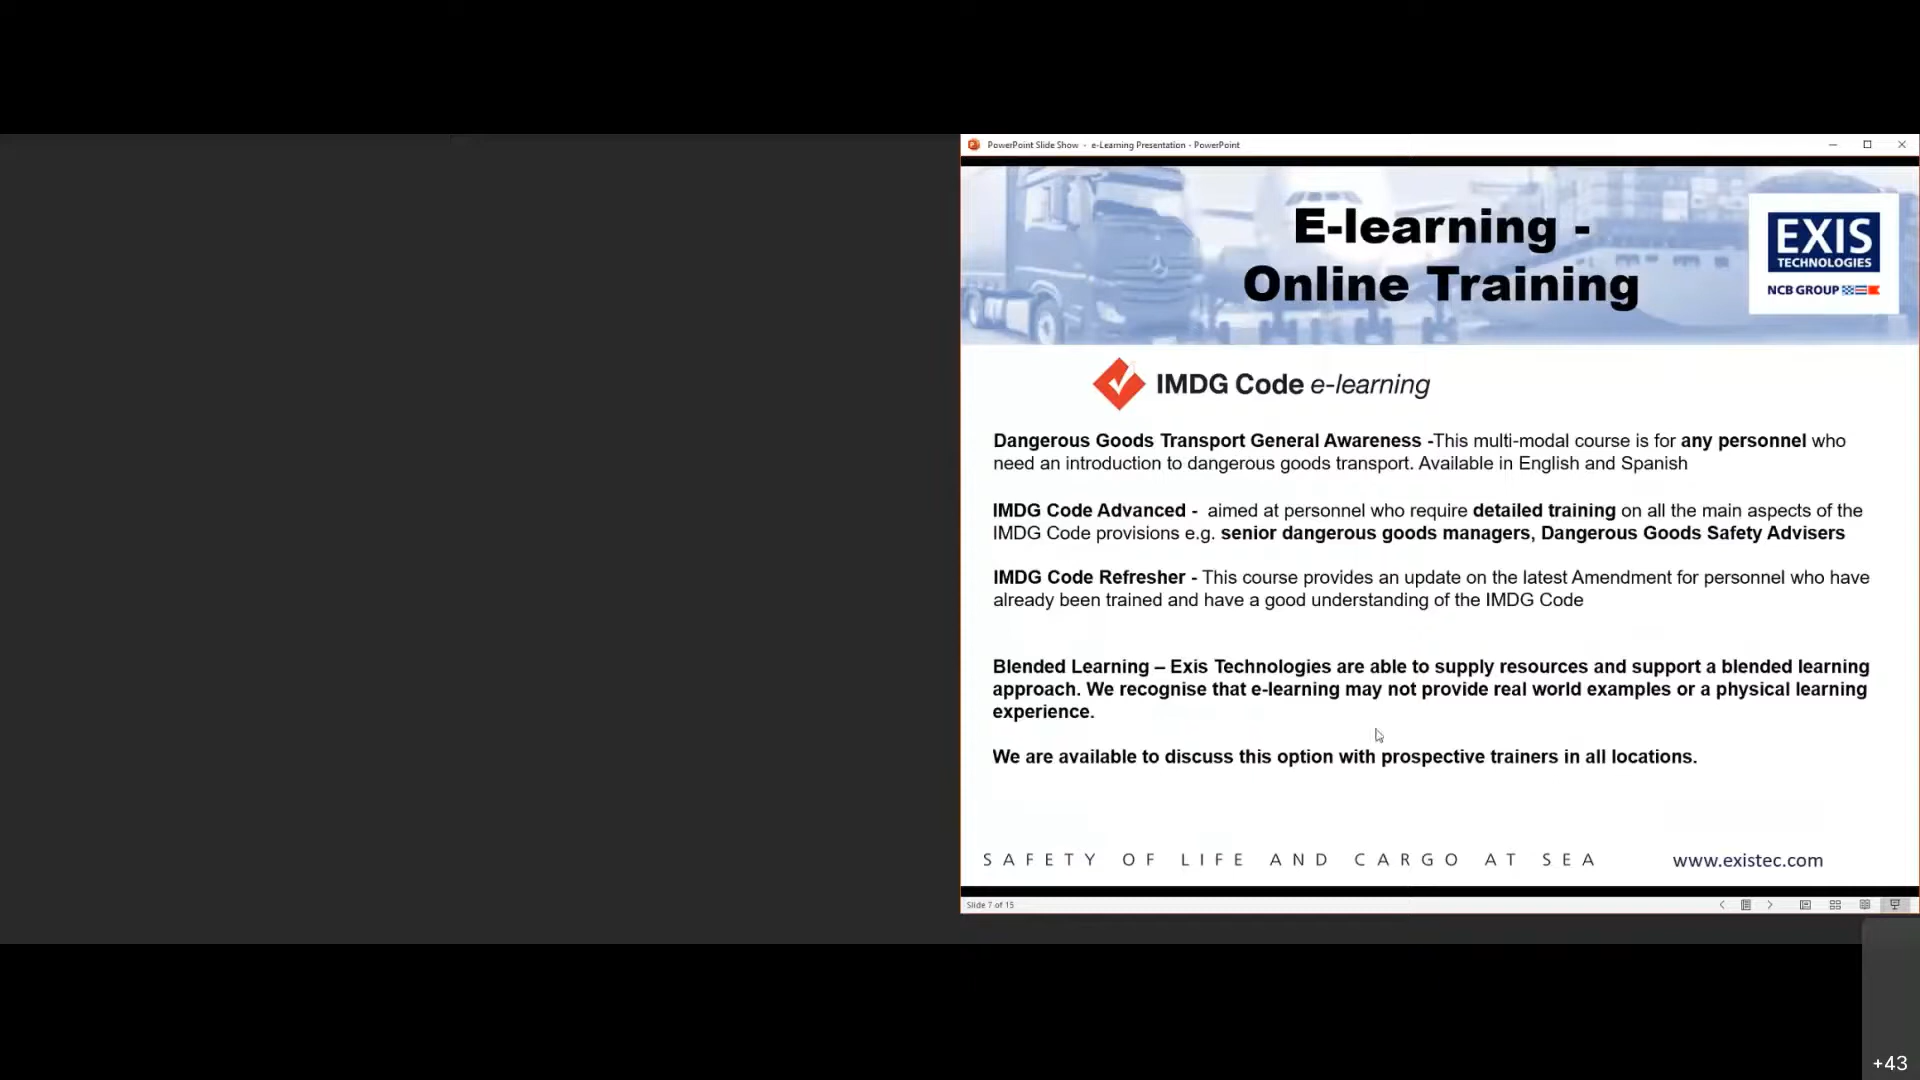 PowerPoint Slide Show - e-Learning Presentation - PowerPoint
E-learning -
Online Training
EXIS
TECHNOLOGIES
NCB GROUP
IMDG Code e-learning
Dangerous Goods Transport General Awareness -This multi-modal course is for any personnel who
need an introduction to dangerous goods transport. Available in English and Spanish
IMDG Code Advanced - aimed at personnel who require detailed training on all the main aspects of the
IMDG Code provisions e.g. senior dangerous goods managers, Dangerous Goods Safety Advisers
IMDG Code Refresher - This course provides an update on the latest Amendment for personnel who have
already been trained and have a good understanding of the IMDG Code
Blended Learning – Exis Technologies are able to supply resources and support a blended learning
approach. We recognise that e-learning may not provide real world examples or a physical learning
experience.
We are available to discuss this option with prospective trainers in all locations.
SAFETY OF LIFE AND CARGO AT SEA www.existec.com
Slide 7 of 15
+43